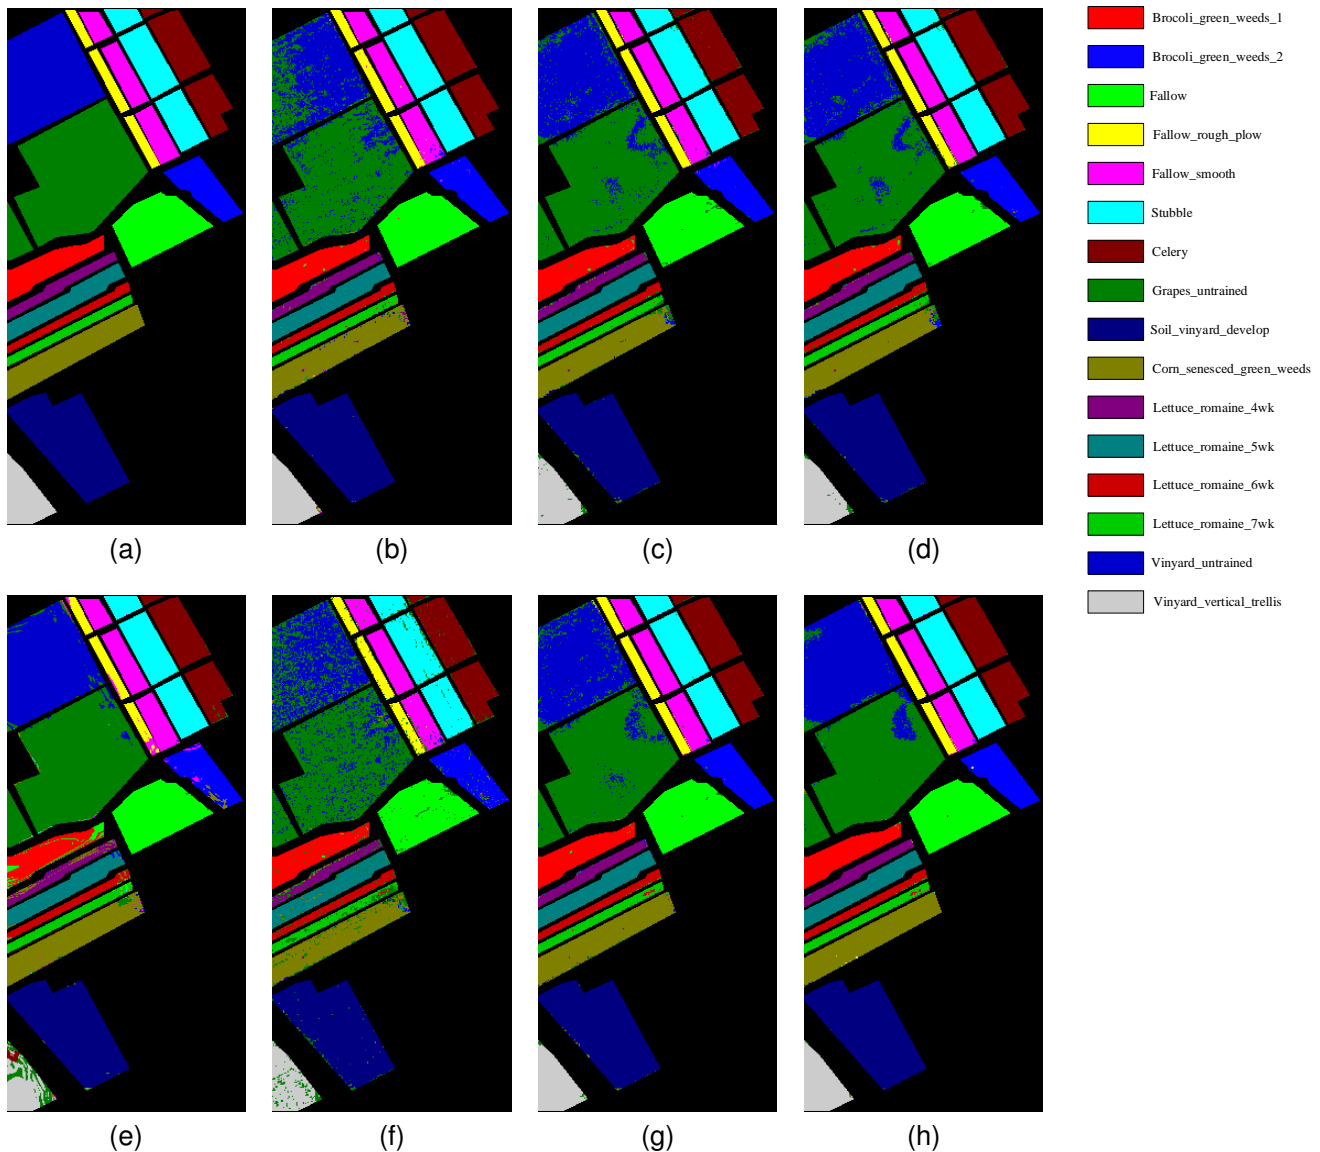 Brocoli_green_weeds_1
Brocoli_green_weeds_2
Fallow
Fallow_rough_plow
Fallow_smooth
Stubble
Celery
Grapes_untrained
Soil_vinyard_develop
Corn_senesced_green_weeds
Lettuce_romaine_4wk
Lettuce_romaine_5wk
Lettuce_romaine_6wk
Lettuce_romaine_7wk
Vinyard_untrained
Vinyard_vertical_trellis
(a) (b) (c) (d)
(e) (f) (g) (h)